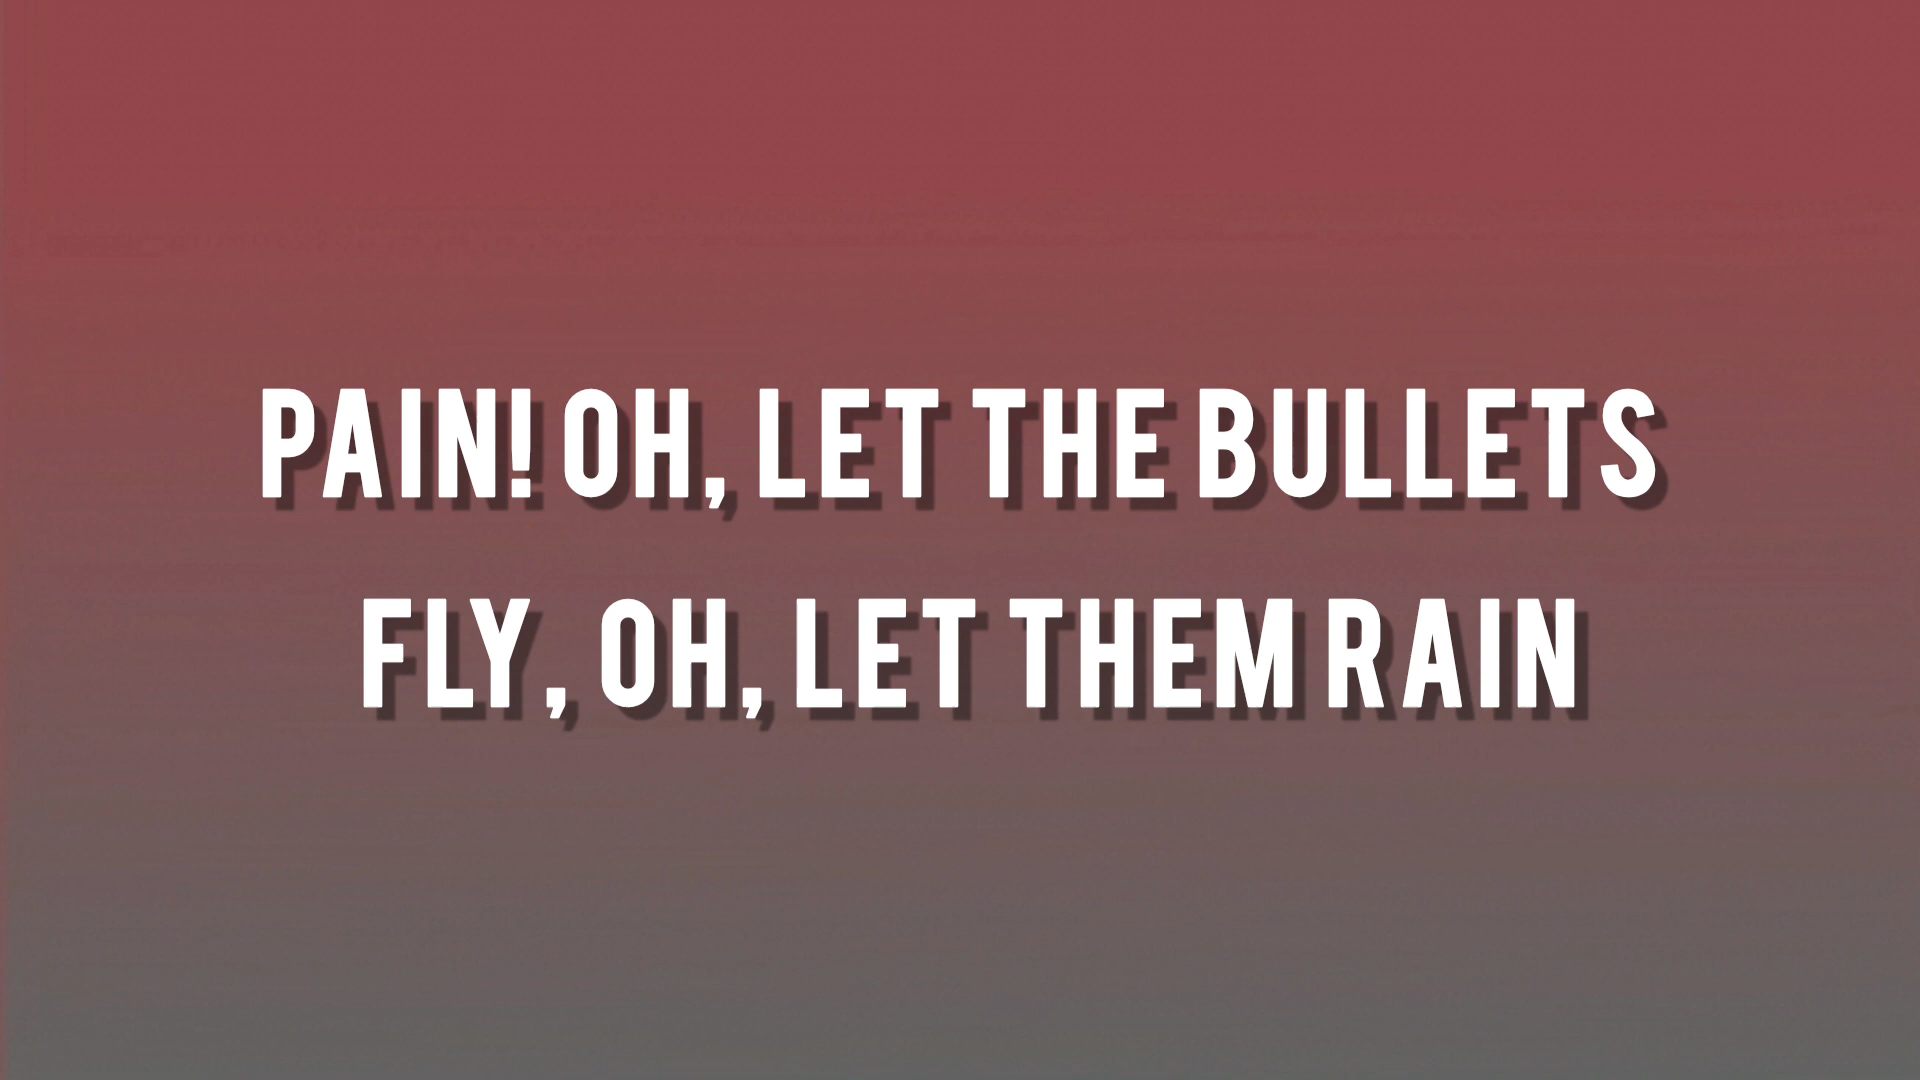 PAIN! OH, LET THE BULLETS
FLY, OH, LET THEM RAIN